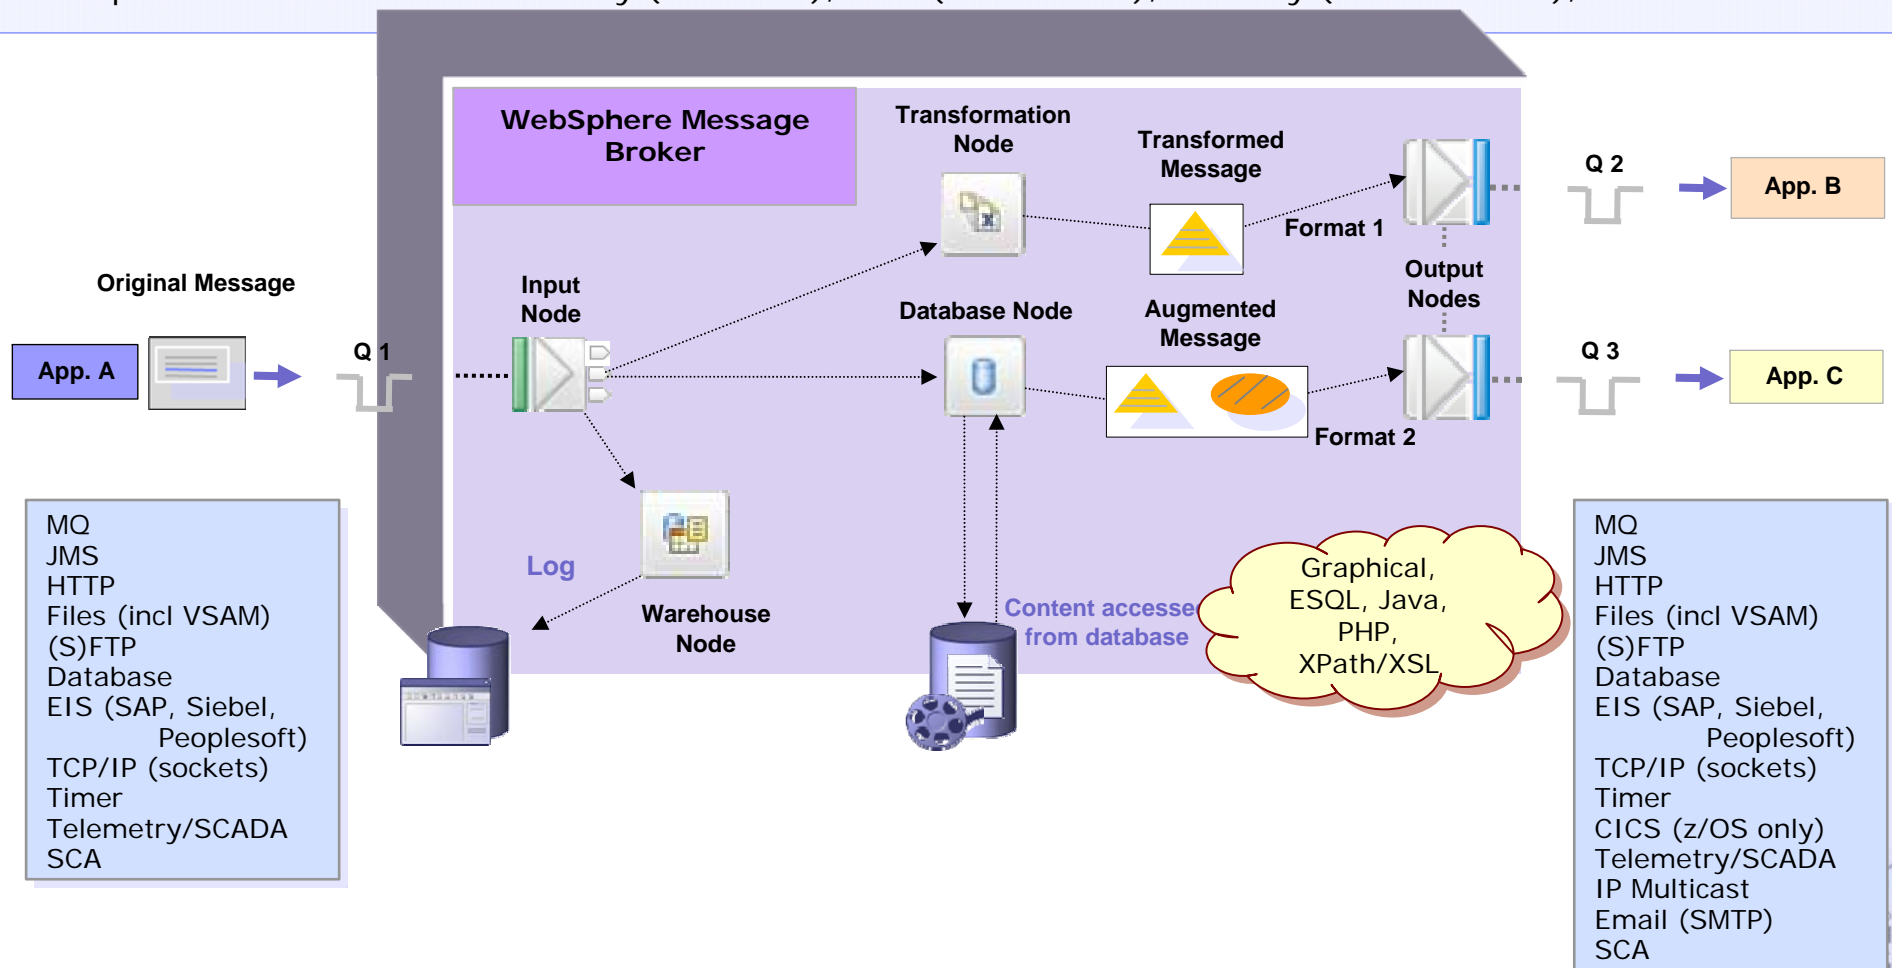 WebSphere Message
Broker
Transformation
Node
Transformed
Message
Format 1
Q 2
App. B
Original Message
Input
Node
Database Node
Augmented
Message
Output
Nodes
App. A
Q 1
Format 2
Q 3
App. C
Log
Warehouse
Node
Content accesse
from database
Graphical,
ESQL, Java,
PHP,
XPath/XSL
MQ
JMS
HTTP
Files (incl VSAM)
(S)FTP
Database
EIS (SAP, Siebel,
Peoplesoft)
TCP/IP (sockets)
Timer
Telemetry/SCADA
SCA
MQ
JMS
HTTP
Files (incl VSAM)
(S)FTP
Database
EIS (SAP, Siebel,
Peoplesoft)
TCP/IP (sockets)
Timer
CICS (z/OS only)
Telemetry/SCADA
IP Multicast
Email (SMTP)
SCA